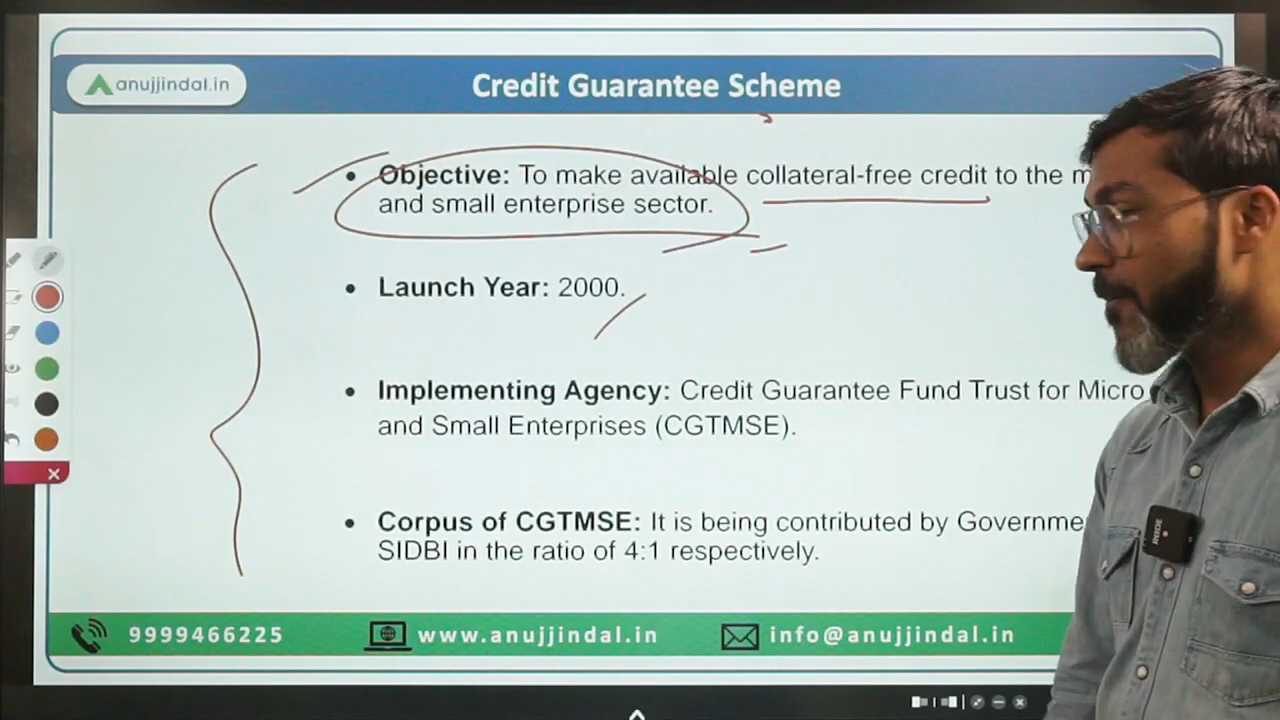 anujjindal.in
Credit Guarantee Scheme
• Objective: To make available collateral-free credit to the
and small enterprise sector.
• Launch Year: 2000.
• Implementing Agency: Credit Guarantee Fund Trust for Micro
and Small Enterprises (CGTMSE).
• Corpus of CGTMSE: It is being contributed by
SIDBI in the ratio of 4:1 respectively.
9999466225
www.anujjindal.in
info@anujjindal.in
RODE